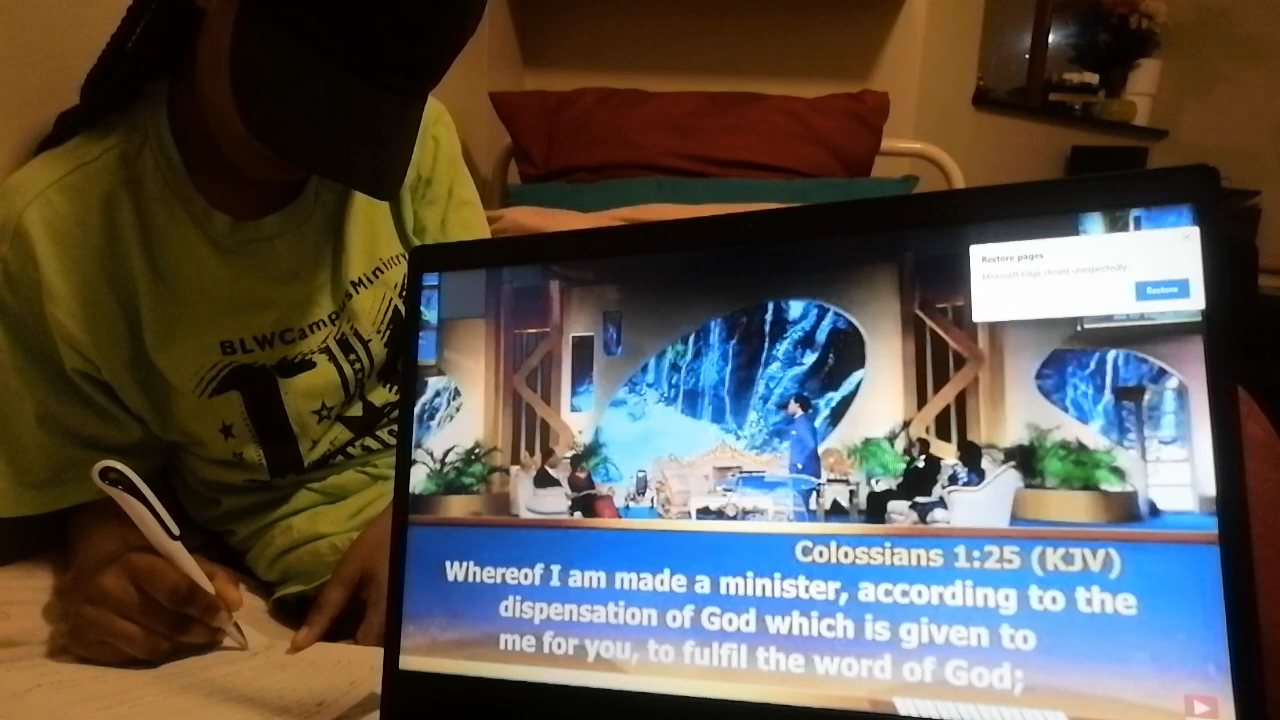 BLWCampusMinistry
Restore pages
Microsoft Edge closed unexpectedly
Restore
Colossians 1:25 (KJV)
Whereof I am made a minister, according to the
dispensation of God which is given to
me for you, to fulfil the word of God;